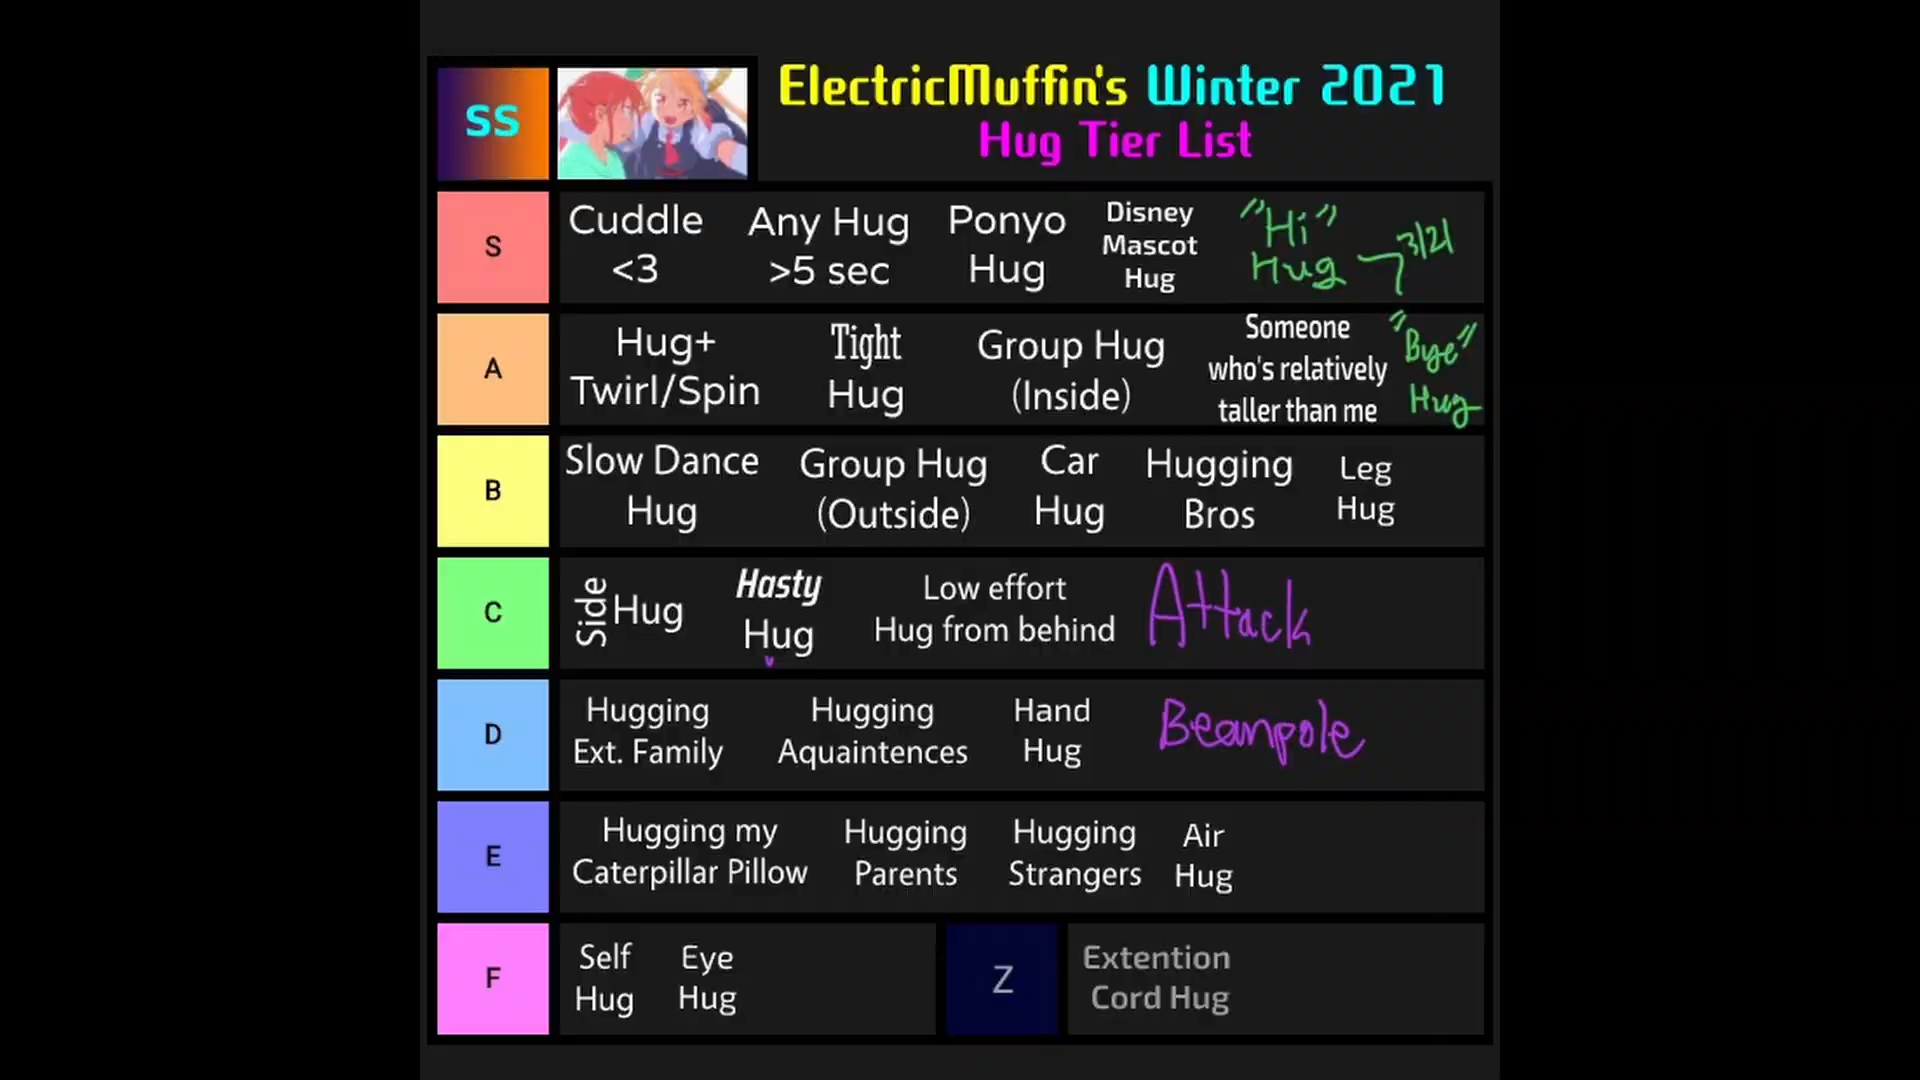 SS
ElectricMuffin's Winter 2021
Hug Tier List
S
Cuddle
<3
Any Hug
>5 sec
Ponyo
Hug
Disney
Mascot
Hug
"Hi"
Hug
3/21
A
Hug+
Twirl/Spin
Tight
Hug
Group Hug
(Inside)
Someone
who's relatively
taller than me
"Bye"
Hug
B
Slow Dance
Hug
Group Hug
(Outside)
Car
Hug
Hugging
Bros
Leg
Hug
C
Side
Hug
Hasty
Hug
Low effort
Hug from behind
Attack
D
Hugging
Ext. Family
Hugging
Aquaintences
Hand
Hug
Beanpole
E
Hugging my
Caterpillar Pillow
Hugging
Parents
Hugging
Strangers
Air
Hug
F
Self
Hug
Eye
Hug
Z
Extention
Cord Hug